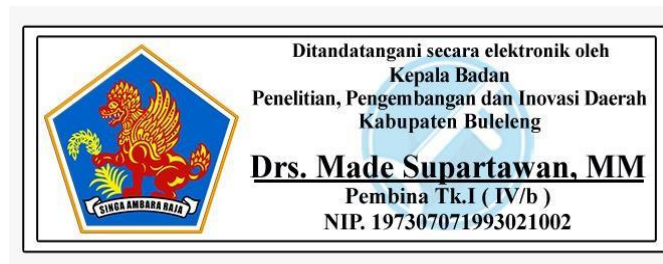 Ditandatangani secara elektronik oleh
Kepala Badan
Penelitian, Pengembangan dan Inovasi Daerah
Kabupaten Buleleng
Drs. Made Supartawan, MM
Pembina Tk.I ( IV/b )
NIP. 197307071993021002
SINGA AMBARA RAJA